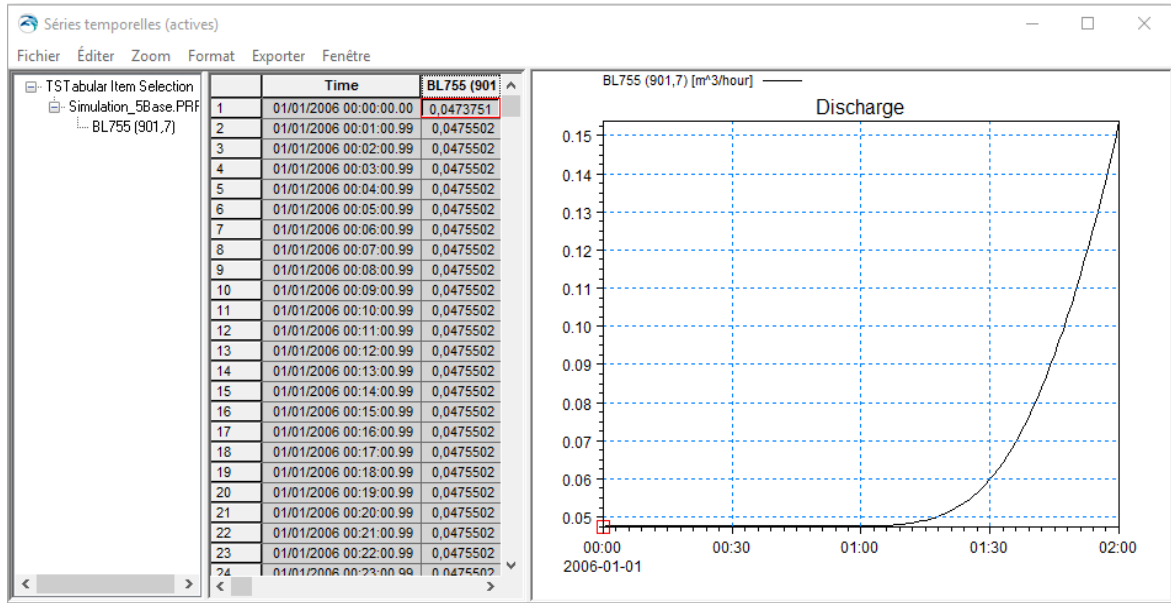 Séries temporelles (actives)
Fichier Éditer Zoom Format Exporter Fenêtre
TSTabular Item Selection
Simulation_5Base.PRF
BL755 (901,7)
Time BL755 (901
1 01/01/2006 00:00:00.00 0,0473751
2 01/01/2006 00:01:00.99 0,0475502
3 01/01/2006 00:02:00.99 0,0475502
4 01/01/2006 00:03:00.99 0,0475502
5 01/01/2006 00:04:00.99 0,0475502
6 01/01/2006 00:05:00.99 0,0475502
7 01/01/2006 00:06:00.99 0,0475502
8 01/01/2006 00:07:00.99 0,0475502
9 01/01/2006 00:08:00.99 0,0475502
10 01/01/2006 00:09:00.99 0,0475502
11 01/01/2006 00:10:00.99 0,0475502
12 01/01/2006 00:11:00.99 0,0475502
13 01/01/2006 00:12:00.99 0,0475502
14 01/01/2006 00:13:00.99 0,0475502
15 01/01/2006 00:14:00.99 0,0475502
16 01/01/2006 00:15:00.99 0,0475502
17 01/01/2006 00:16:00.99 0,0475502
18 01/01/2006 00:17:00.99 0,0475502
19 01/01/2006 00:18:00.99 0,0475502
20 01/01/2006 00:19:00.99 0,0475502
21 01/01/2006 00:20:00.99 0,0475502
22 01/01/2006 00:21:00.99 0,0475502
23 01/01/2006 00:22:00.99 0,0475502
24 01/01/2006 00:23:00.99 0,0475502
BL755 (901,7) [m^3/hour]
Discharge
0.15
0.14
0.13
0.12
0.11
0.10
0.09
0.08
0.07
0.06
0.05
00:00 00:30 01:00 01:30 02:00
2006-01-01